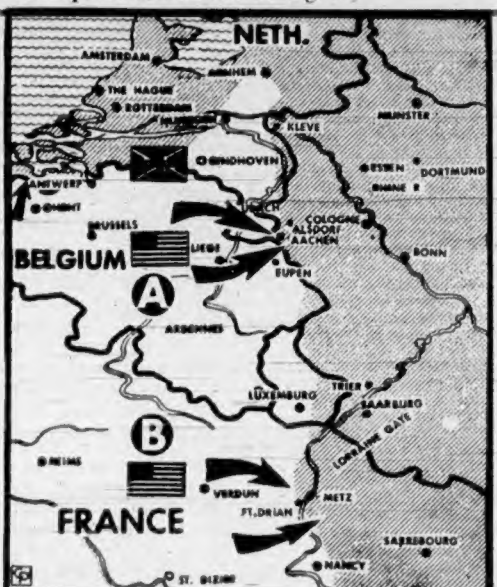 NETH.
AMSTERDAM
ARNHEM
THE HAGUE
ROTTERDAM
MUNSTER
KLEVE
EINDHOVEN
ESSEN
DORTMUND
ANTWERP
GHENT
BRUSSELS
COLOGNE
ALSDORF
AACHEN
LIEGE
BELGIUM
EUPEN
BONN
A
ARDENNES
TRIER
LUXEMBURG
SAARBURG
LORRAINE GATE
B
REIMS
VERDUN
METZ
FT.DRIAN
FRANCE
SARREBOURG
NANCY
ST. DIZIER